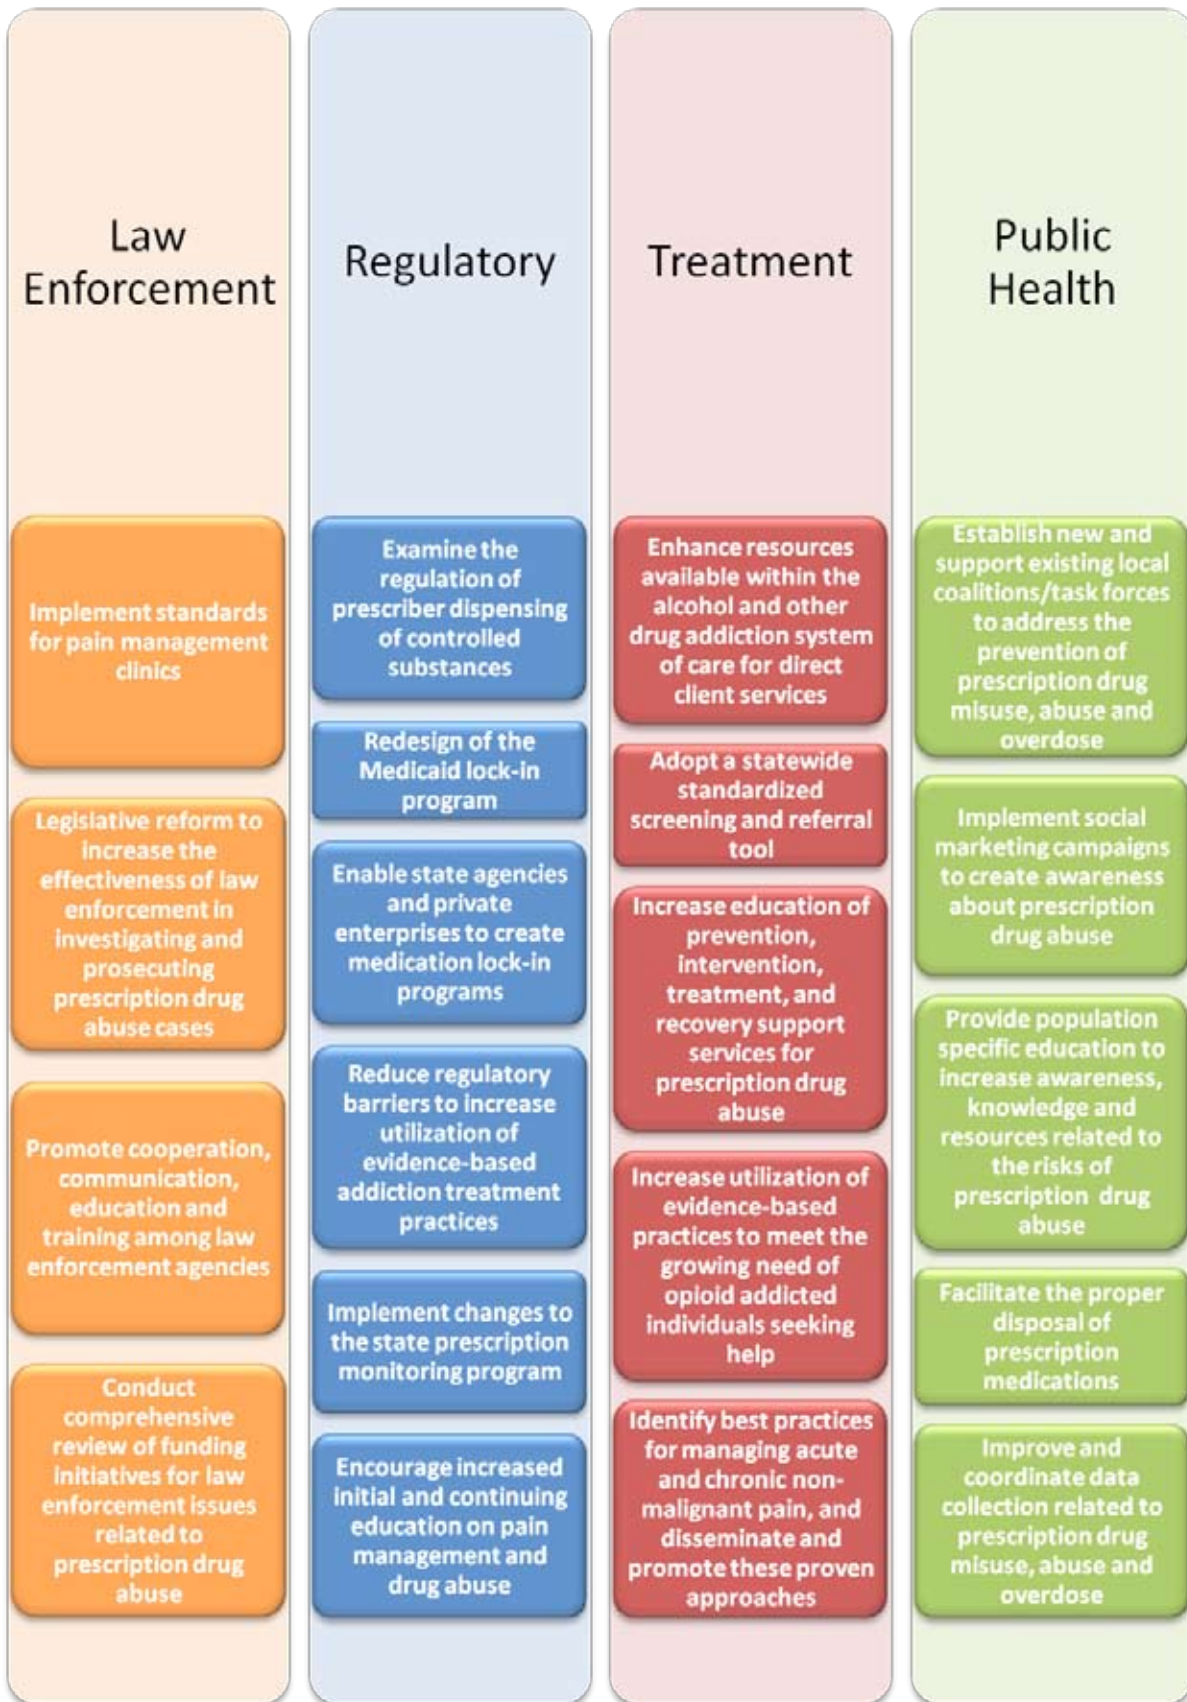 Law
Enforcement
Implement standards
for pain management
clinics
Legislative reform to
increase the
effectiveness of law
enforcement in
investigating and
prosecuting
prescription drug
abuse cases
Promote cooperation,
communication,
education and
training among law
enforcement agencies
Conduct
comprehensive
review of funding
initiatives for law
enforcement issues
related to
prescription drug
abuse
Regulatory
Examine the
regulation of
prescriber dispensing
of controlled
substances
Redesign of the
Medicaid lock-in
program
Enable state agencies
and private
enterprises to create
medication lock-in
programs
Reduce regulatory
barriers to increase
utilization of
evidence-based
addiction treatment
practices
Implement changes to
the state prescription
monitoring program
Encourage increased
initial and continuing
education on pain
management and
drug abuse
Treatment
Enhance resources
available within the
alcohol and other
drug addiction system
of care for direct
client services
Adopt a statewide
standardized
screening and referral
tool
Increase education of
prevention,
intervention,
treatment, and
recovery support
services for
prescription drug
abuse
Increase utilization of
evidence-based
practices to meet the
growing need of
opioid addicted
individuals seeking
help
Identify best practices
for managing acute
and chronic non-
malignant pain, and
disseminate and
promote these proven
approaches
Public
Health
Establish new and
support existing local
coalitions/task forces
to address the
prevention of
prescription drug
misuse, abuse and
overdose
Implement social
marketing campaigns
to create awareness
about prescription
drug abuse
Provide population
specific education to
increase awareness,
knowledge and
resources related to
the risks of
prescription drug
abuse
Facilitate the proper
disposal of
prescription
medications
Improve and
coordinate data
collection related to
prescription drug
misuse, abuse and
overdose